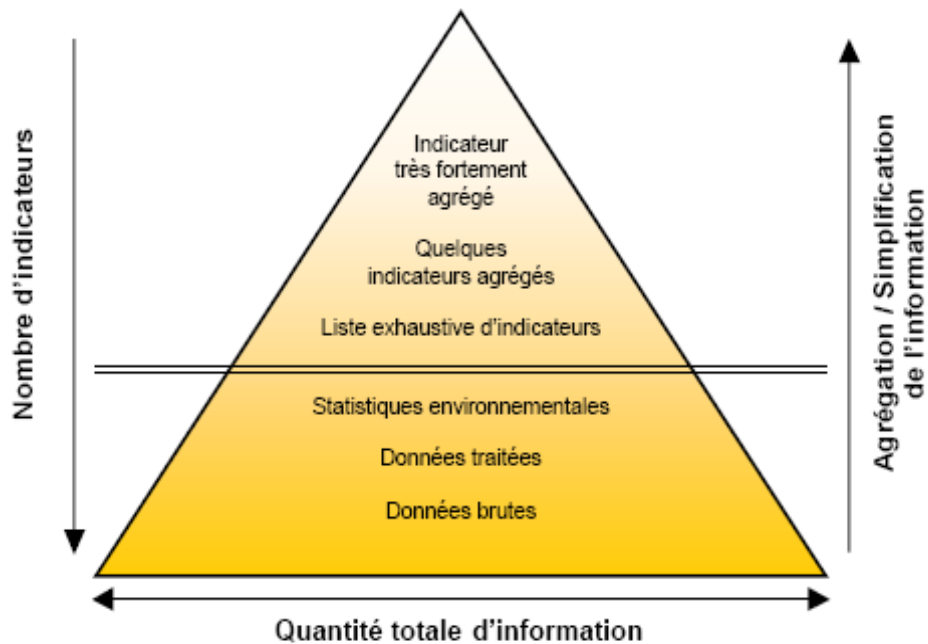 Nombre d'indicateurs
Indicateur
très fortement
agrégé
Quelques
indicateurs agrégés
Liste exhaustive d'indicateurs
Statistiques environnementales
Données traitées
Données brutes
Agrégation / Simplification
de l'information
Quantité totale d'information